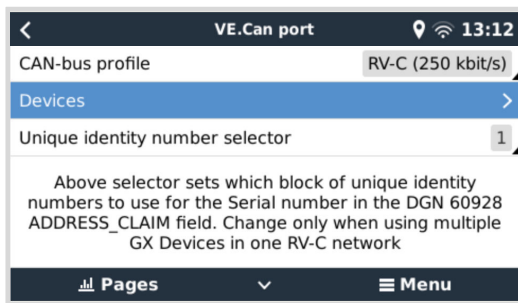 VE.Can port 13:12
CAN-bus profile RV-C (250 kbit/s)
Devices
Unique identity number selector 1
Above selector sets which block of unique identity
numbers to use for the Serial number in the DGN 60928
ADDRESS_CLAIM field. Change only when using multiple
GX Devices in one RV-C network
Pages Menu